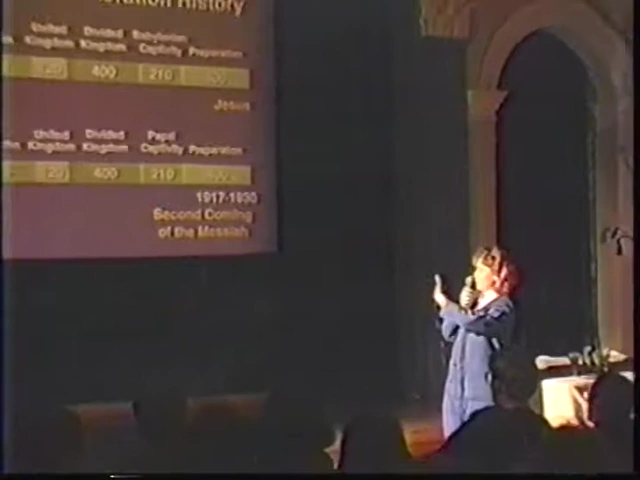 History
United Divided Babylonian
Kingdom Kingdom Captivity Preparation
400 210
Jesus
United Divided Papal
Kingdom Kingdom Captivity Preparation
20 400 210
1917-1930
Second Coming
of the Messiah